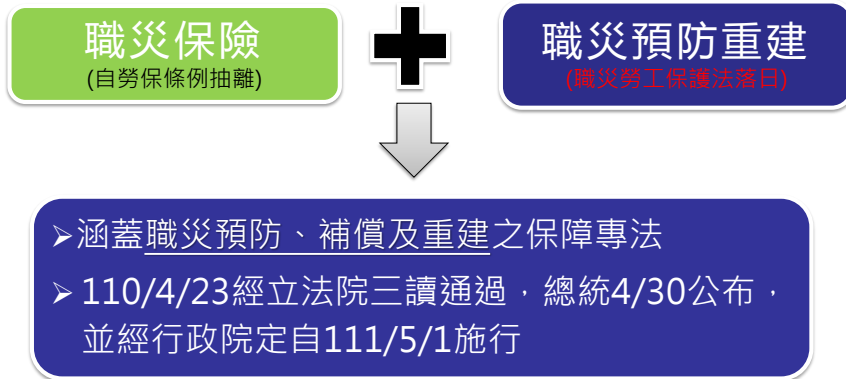 職災保險
(自勞保條例抽離)
職災預防重建
(職災勞工保護法落日)
➢涵蓋職災預防、補償及重建之保障專法
➢110/4/23經立法院三讀通過，總統4/30公布，
並經行政院定自111/5/1施行